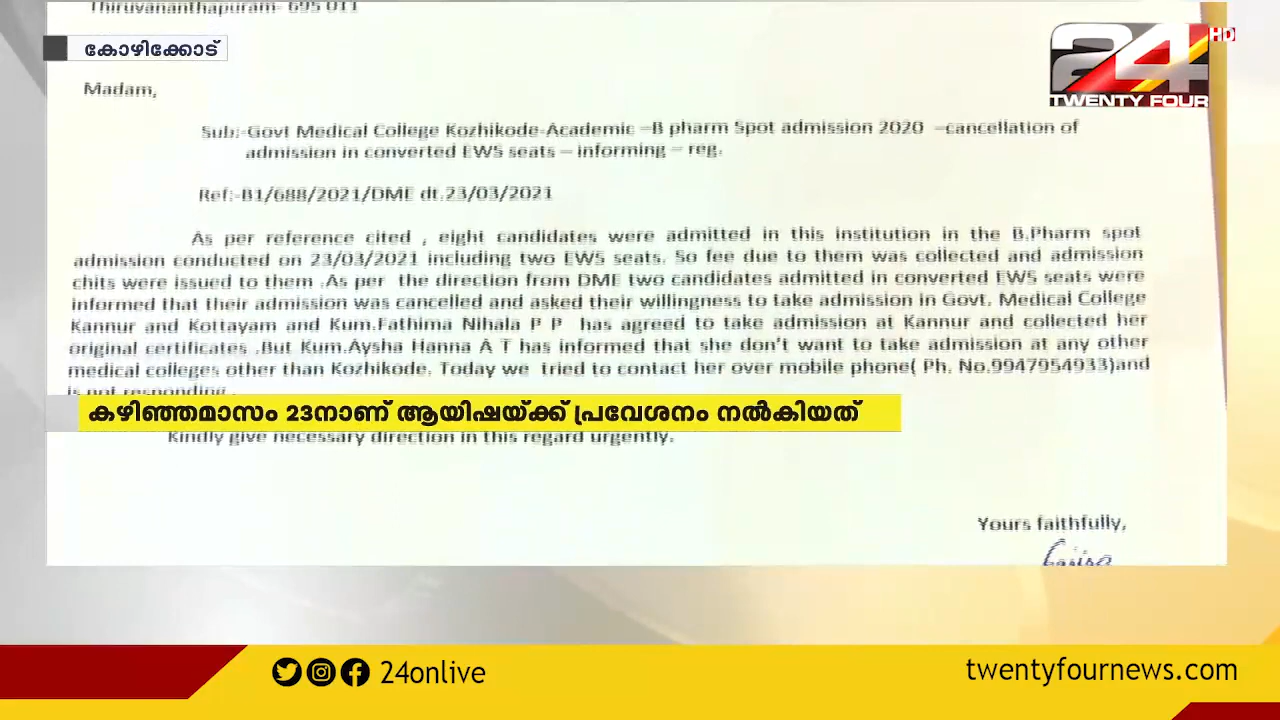 Thiruvananthapuram- 695 011
കോഴിക്കോട്
24 HD
TWENTY FOUR
Madam,
Sub:-Govt Medical College Kozhikode-Academic –B pharm Spot admission 2020 –cancellation of
admission in converted EWS seats – informing – reg.
Ref:-B1/688/2021/DME dt.23/03/2021
As per reference cited , eight candidates were admitted in this institution in the B.Pharm spot
admission conducted on 23/03/2021 including two EWS seats. So fee due to them was collected and admission
chits were issued to them .As per the direction from DME two candidates admitted in converted EWS seats were
informed that their admission was cancelled and asked their willingness to take admission in Govt. Medical College
Kannur and Kottayam and Kum.Fathima Nihala P P has agreed to take admission at Kannur and collected her
original certificates .But Kum.Aysha Hanna A T has informed that she don't want to take admission at any other
medical colleges other than Kozhikode. Today we tried to contact her over mobile phone( Ph. No.9947954933)and
is not responding .
കഴിഞ്ഞമാസം 23നാണ് ആയിഷയ്ക്ക് പ്രവേശനം നൽകിയത്
Kindly give necessary direction in this regard urgently.
Yours faithfully,
24onlive
twentyfournews.com